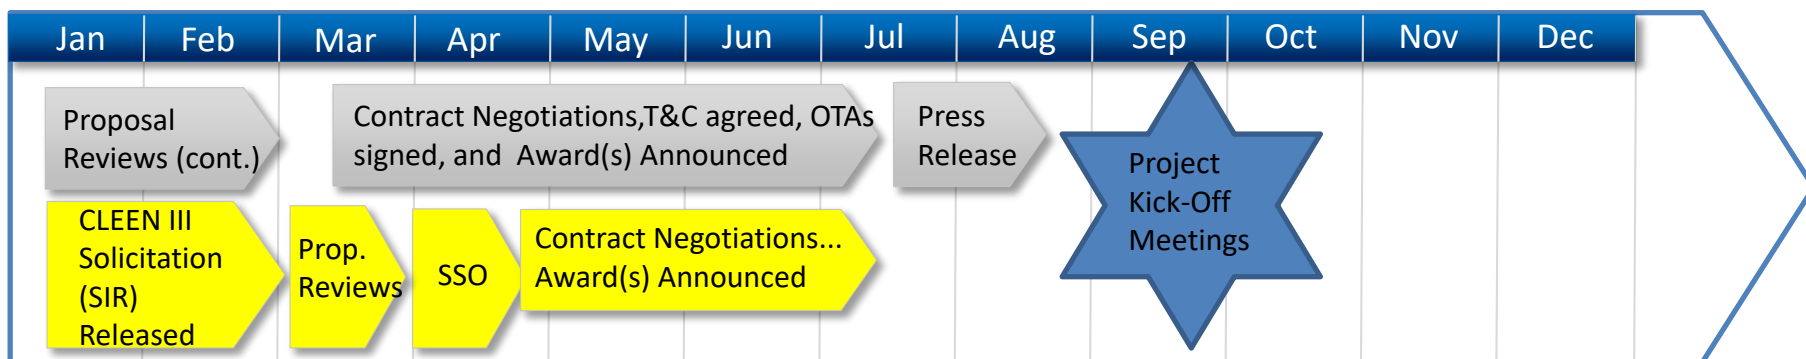 Jan Feb Mar Apr May Jun Jul Aug Sep Oct Nov Dec
Proposal
Reviews (cont.)
Contract Negotiations,T&C agreed, OTAs
signed, and Award(s) Announced
Press
Release
Project
Kick-Off
Meetings
CLEEN III
Solicitation
(SIR)
Released
Prop.
Reviews
SSO
Contract Negotiations...
Award(s) Announced